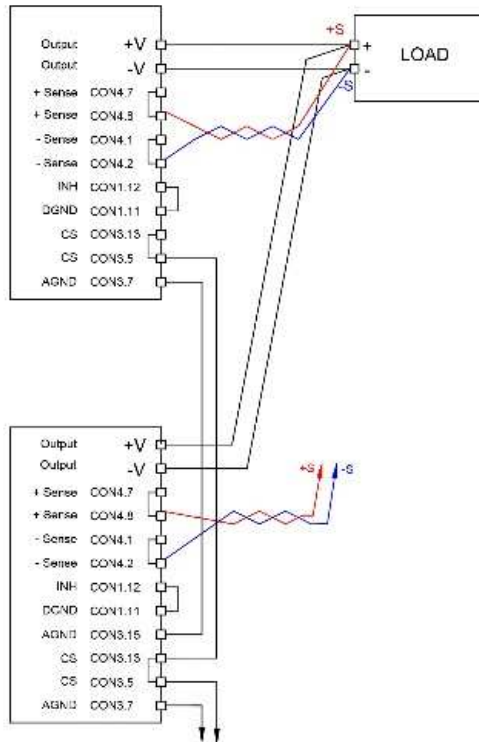 Output +V
Output -V
+ Sense CON4.7
+ Sense CON4.8
- Sense CON4.1
- Sense CON4.2
INH CON1.12
DGND CON1.11
CS CON3.13
CS CON3.5
AGND CON3.7
+S
+
-
-S
LOAD
Output +V
Output -V
+ Sense CON4.7
+ Sense CON4.8
- Sense CON4.1
- Sense CON4.2
INH CON1.12
DGND CON1.11
AGND CON3.15
CS CON3.13
CS CON3.5
AGND CON3.7
+S
-S